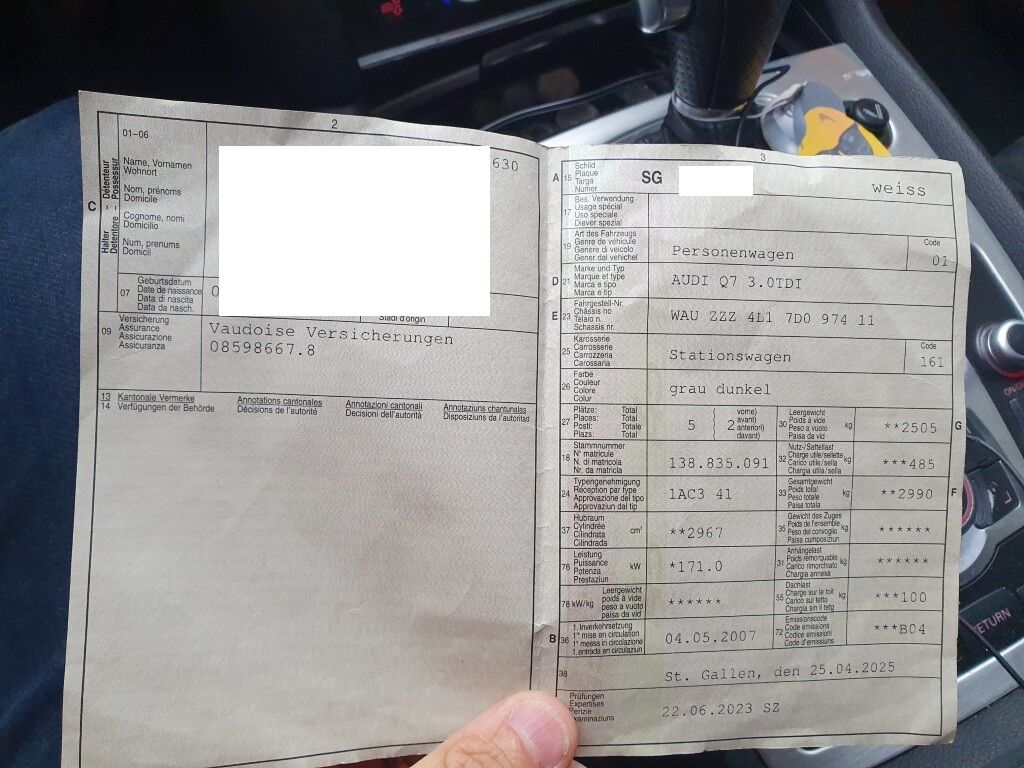 2
01-06
630
C
Halter Détenteur
Detentore Possessur
Name, Vornamen
Wohnort
Nom, prénoms
Domicile
Cognome, nomi
Domicilio
Num, prenums
Domicil
07
Geburtsdatum
Date de naissance
Data di nascita
Data da nasch.
0
Stadi d'origin
09
Versicherung
Assurance
Assicurazione
Assicuranza
Vaudoise Versicherungen
08598667.8
13 Kantonale Vermerke
14 Verfügungen der Behörde
Annotations cantonales
Décisions de l'autorité
Annotazioni cantonali
Decisioni dell'autorità
Annotaziuns chantunalas
Disposiziuns da l'autoritad
3
A 15
Schild
Plaque
Targa
Numer
SG
weiss
17
Bes. Verwendung
Usage spécial
Uso speciale
Diever spezial
19
Art des Fahrzeugs
Genre de véhicule
Genere di veicolo
Gener dal vehichel
Personenwagen
Code
01
D 21
Marke und Typ
Marque et type
Marca e tipo
Marca e tip
AUDI Q7 3.0TDI
E 23
Fahrgestell-Nr.
Châssis no
Telaio n.
Schassis nr.
WAU ZZZ 4L1 7D0 974 11
25
Karosserie
Carrosserie
Carrozzeria
Carossaria
Stationswagen
Code
161
26
Farbe
Couleur
Colore
Colur
grau dunkel
27
Plätze: Total
Places: Total
Posti: Totale
Plazs: Total
5
2
vorne)
avant)
anteriori)
davant)
30
Leergewicht
Poids à vide
Peso a vuoto
Paisa da vid
kg
**2505
G
18
Stammnummer
N° matricule
N. di matricola
Nr. da matricla
138.835.091
32
Nutz-/Sattellast
Charge utile/sellette
Carico utile/sella
Chargia utila/sella
kg
***485
24
Typengenehmigung
Réception par type
Approvazione del tipo
Approvaziun dal tip
1AC3 41
33
Gesamtgewicht
Poids total
Peso totale
Paisa totala
kg
**2990
F
37
Hubraum
Cylindrée
Cilindrata
Cilindrada
cm³
**2967
35
Gewicht des Zuges
Poids de l'ensemble
Peso del convoglio
Paisa cumposiziun
kg
******
76
Leistung
Puissance
Potenza
Prestaziun
kW
*171.0
31
Anhängelast
Poids remorquable
Carico rimorchiato
Chargia annexa
kg
******
78 kW/kg
Leergewicht
poids à vide
peso a vuoto
paisa da vid
******
55
Dachlast
Charge sur le toit
Carico sul tetto
Chargia sin il tetg
kg
***100
B 36
1. Inverkehrsetzung
1re mise en circulation
1a messa in circolazione
1. entrada en circulaziun
04.05.2007
72
Emissionscode
Code émissions
Codice emissioni
Code d'emissiuns
***B04
38
St. Gallen, den 25.04.2025
Prüfungen
Expertises
Perizie
22.06.2023 SZ
RETURN